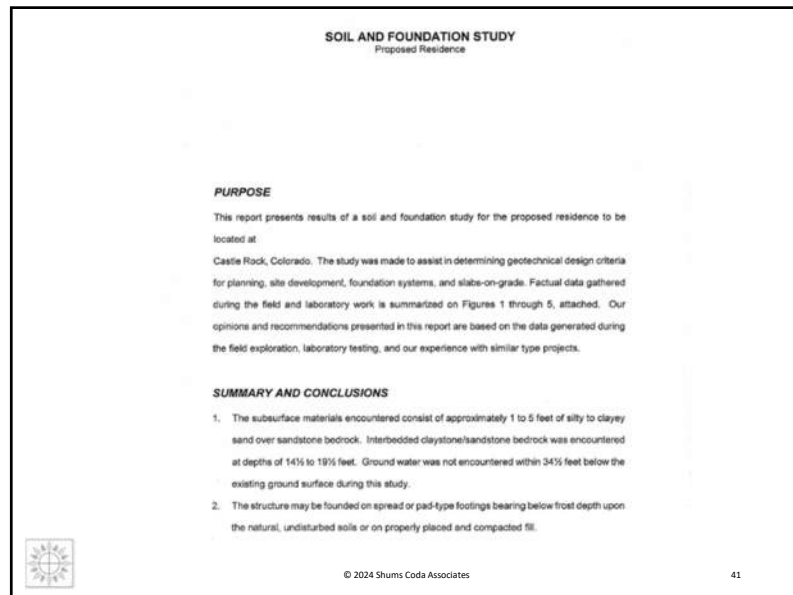 SOIL AND FOUNDATION STUDY
Proposed Residence
PURPOSE
This report presents results of a soil and foundation study for the proposed residence to be
located at
Castle Rock, Colorado. The study was made to assist in determining geotechnical design criteria
for planning, site development, foundation systems, and slabs-on-grade. Factual data gathered
during the field and laboratory work is summarized on Figures 1 through 5, attached. Our
opinions and recommendations presented in this report are based on the data generated during
the field exploration, laboratory testing, and our experience with similar type projects.
SUMMARY AND CONCLUSIONS
1. The subsurface materials encountered consist of approximately 1 to 5 feet of silty to clayey
sand over sandstone bedrock. Interbedded claystone/sandstone bedrock was encountered
at depths of 14½ to 19½ feet. Ground water was not encountered within 34½ feet below the
existing ground surface during this study.
2. The structure may be founded on spread or pad-type footings bearing below frost depth upon
the natural, undisturbed soils or on properly placed and compacted fill.
© 2024 Shums Coda Associates
41